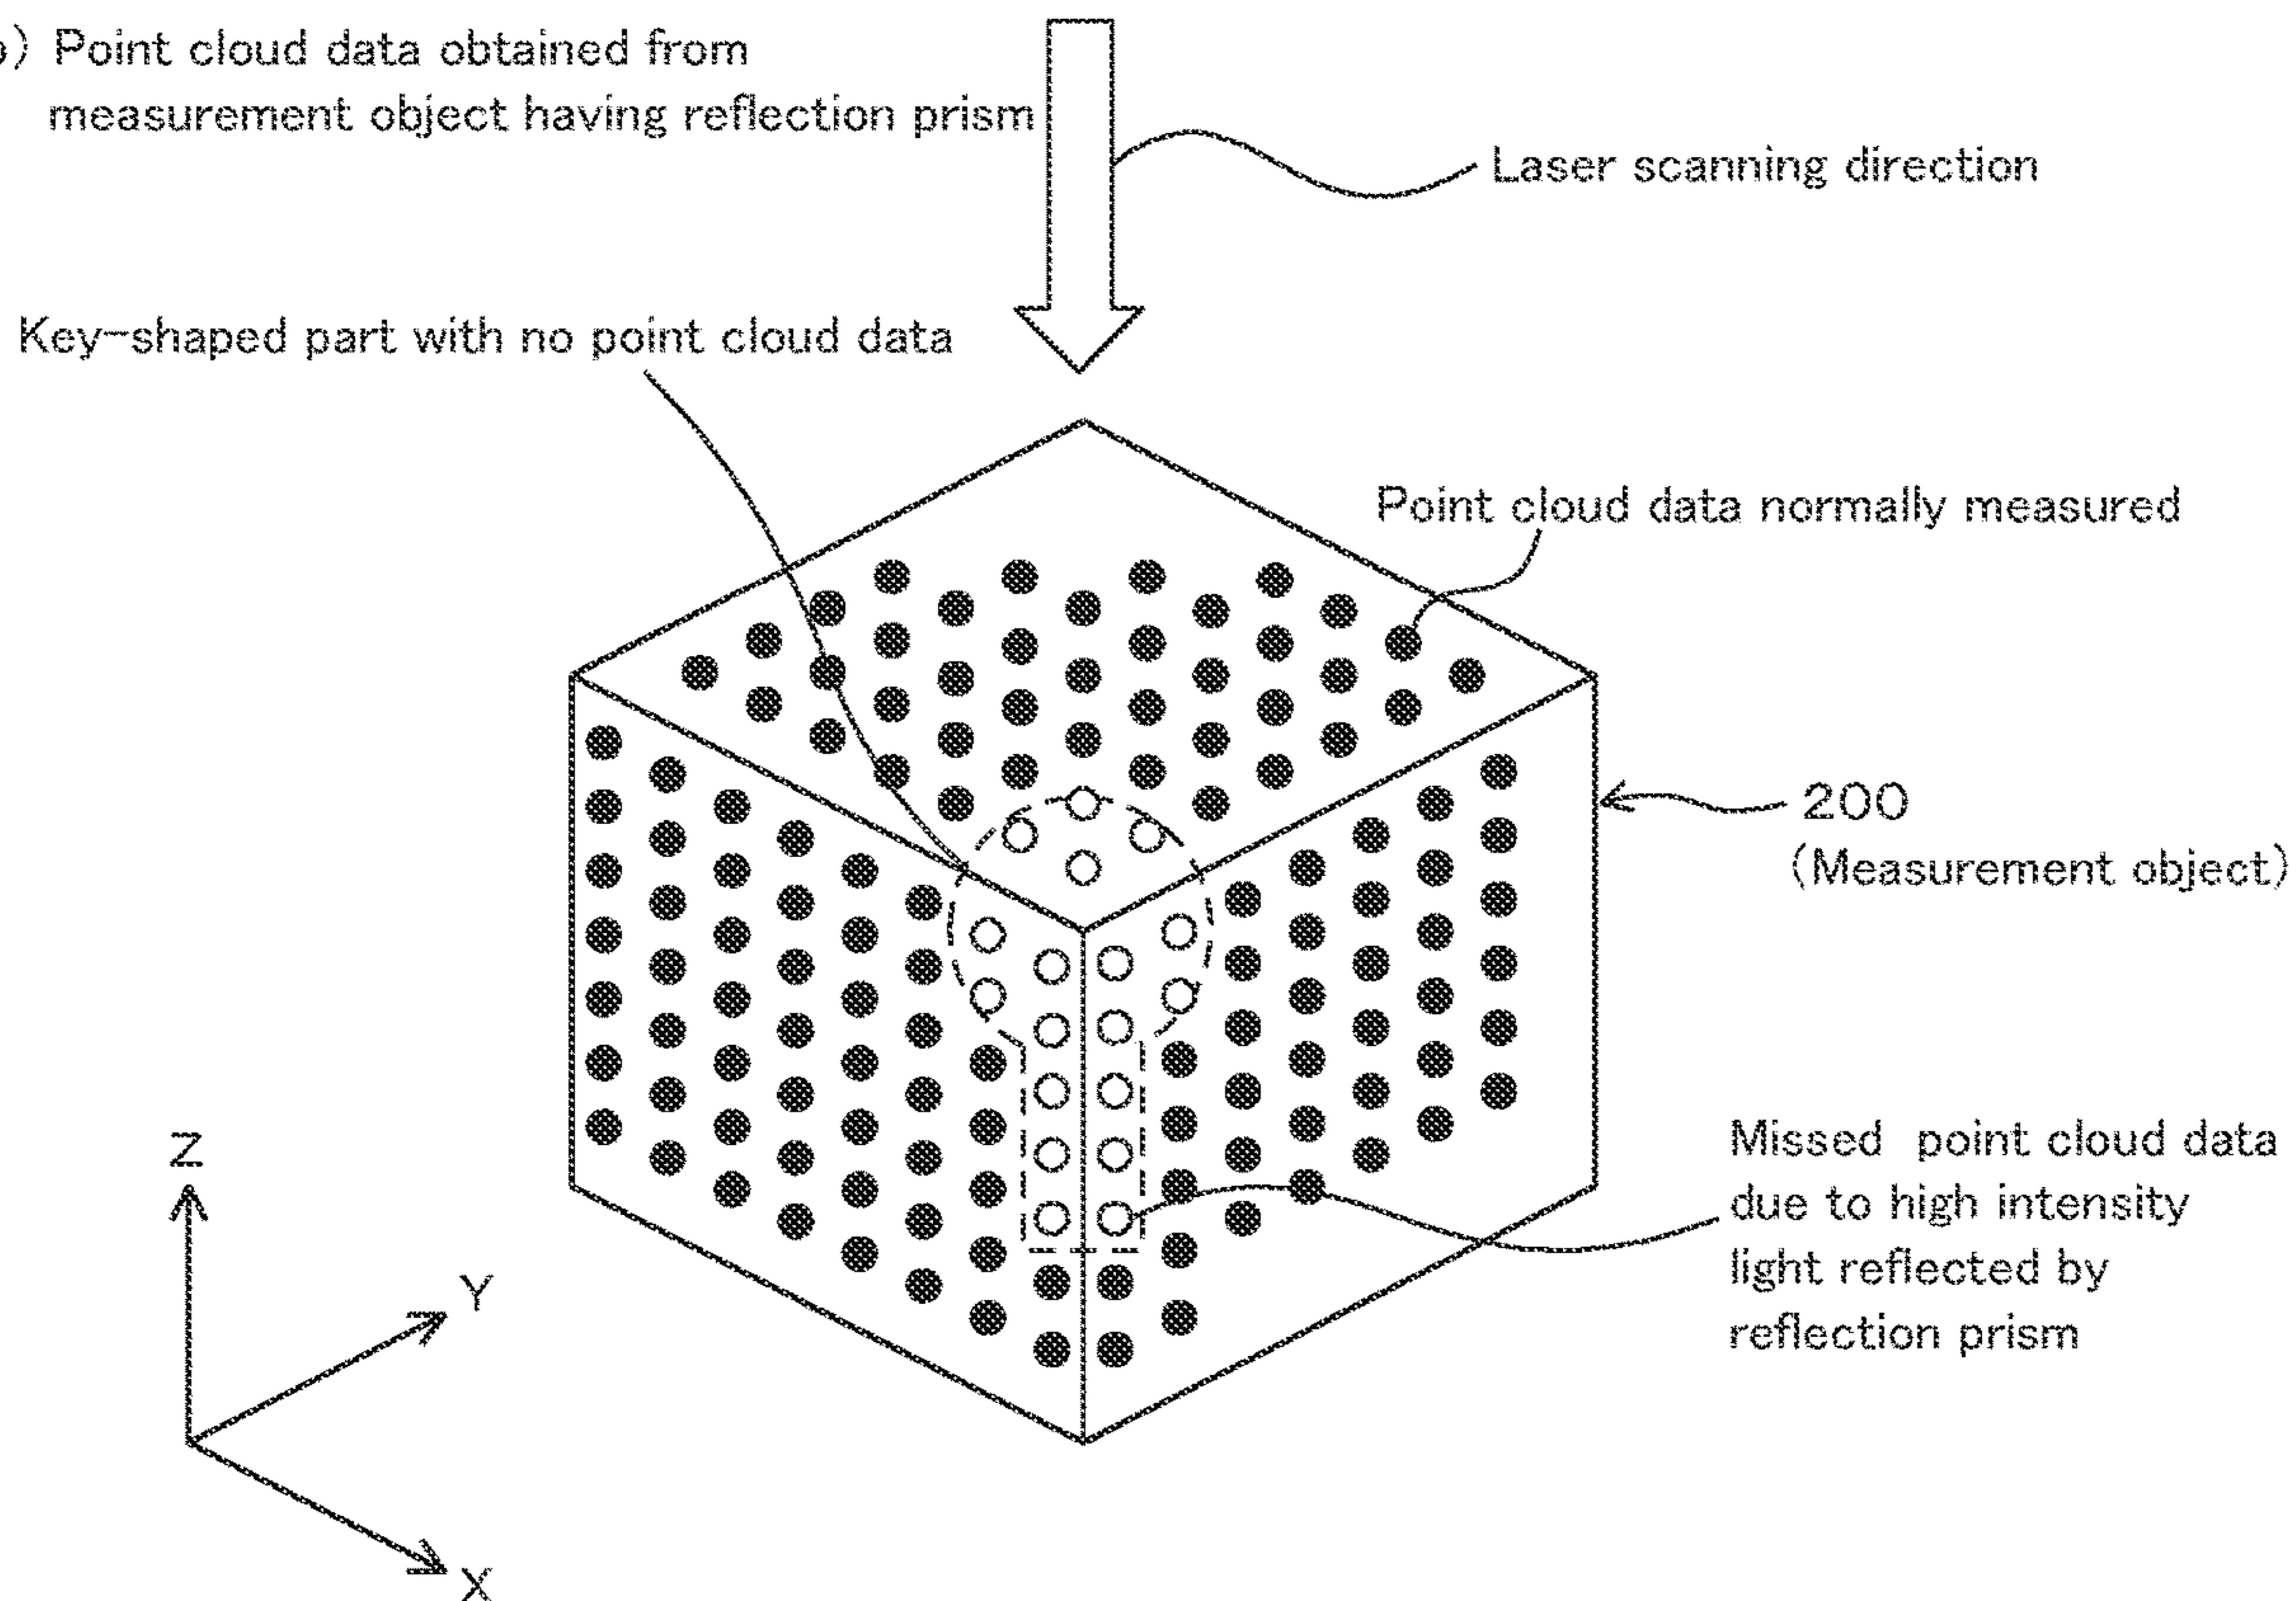 ) Point cloud data obtained from
measurement object having reflection prism
Laser scanning direction
Key-shaped part with no point cloud data
Point cloud data normally measured
200
(Measurement object)
Missed point cloud data
due to high intensity
light reflected by
reflection prism
Z
Y
X